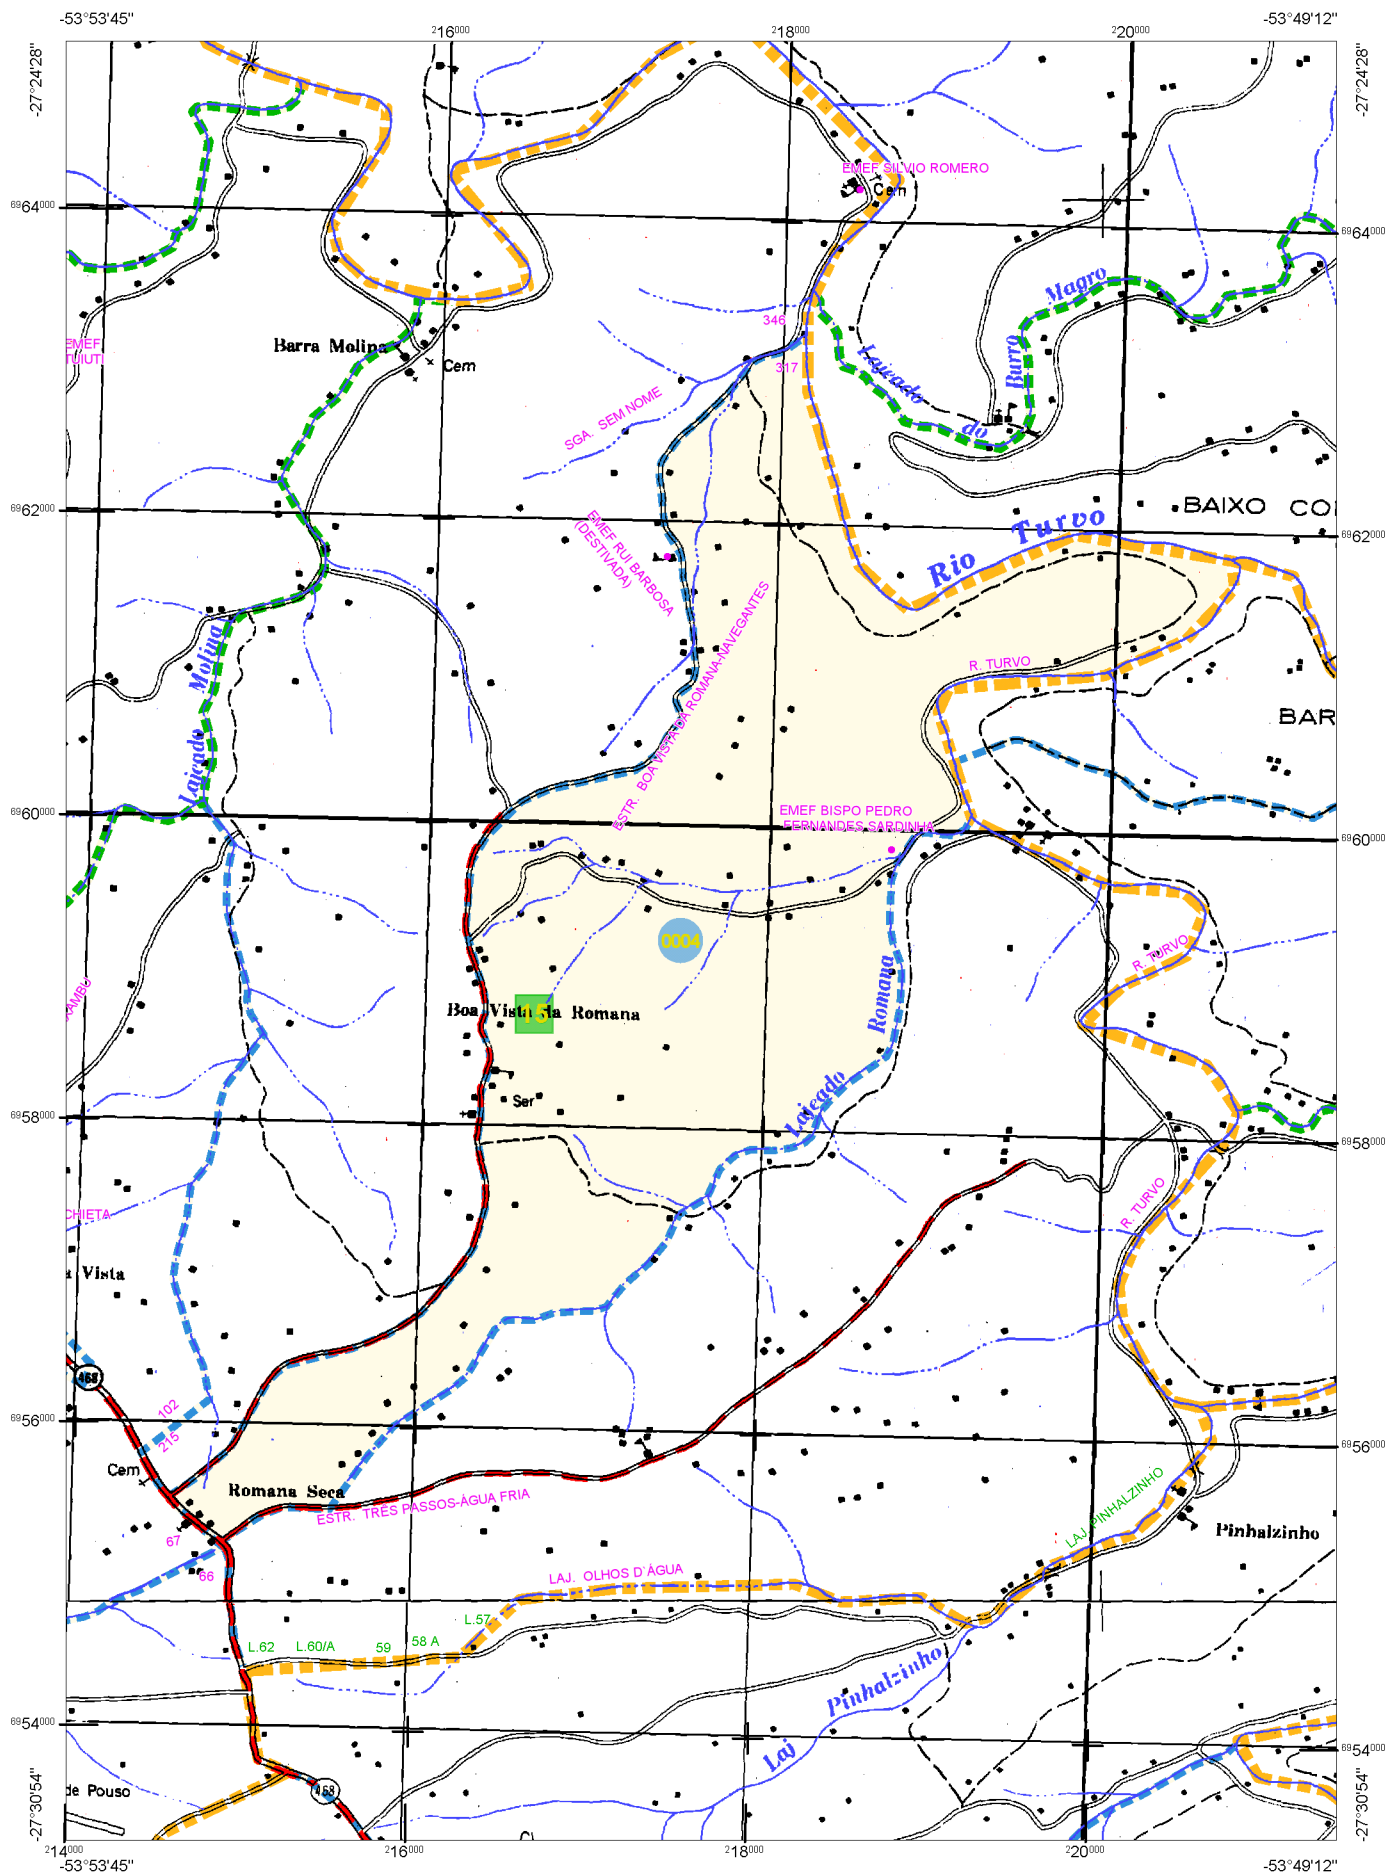 -53°53'45"
-53°49'12"
216000
218000
220000
-27°24'28"
-27°24'28"
EMEF SILVIO ROMERO
Cem
6964000
6964000
Magro
346
EMEF
TUIUTI
Barra Molina
Cem
317
Lajeado
Burro
SGA. SEM NOME
do
6962000
BAIXO CO
EMEF RUI BARBOSA
(DESTIVADA)
Rio Turvo
6962000
ESTR. BOA VISTA DA ROMANA-NAVEGANTES
Molina
R. TURVO
BAR
Lajeado
6960000
EMEF BISPO PEDRO
FERNANDES SARDINHA
6960000
0004
R. TURVO
Romana
XAMBU
Boa Vista da Romana
15
Ser
Lajeado
6958000
6958000
CHIETA
R. TURVO
a Vista
468
102
215
6956000
6956000
Cem
Romana Seca
ESTR. TRÊS PASSOS-ÁGUA FRIA
LAJ. PINHALZINHO
67
Pinhalzinho
66
LAJ. OLHOS D`ÁGUA
L.57
L.62
L.60/A
59
58 A
Pinhalzinho
6954000
Laj
6954000
de Pouso
468
-27°30'54"
-27°30'54"
214000
216000
218000
220000
-53°53'45"
-53°49'12"